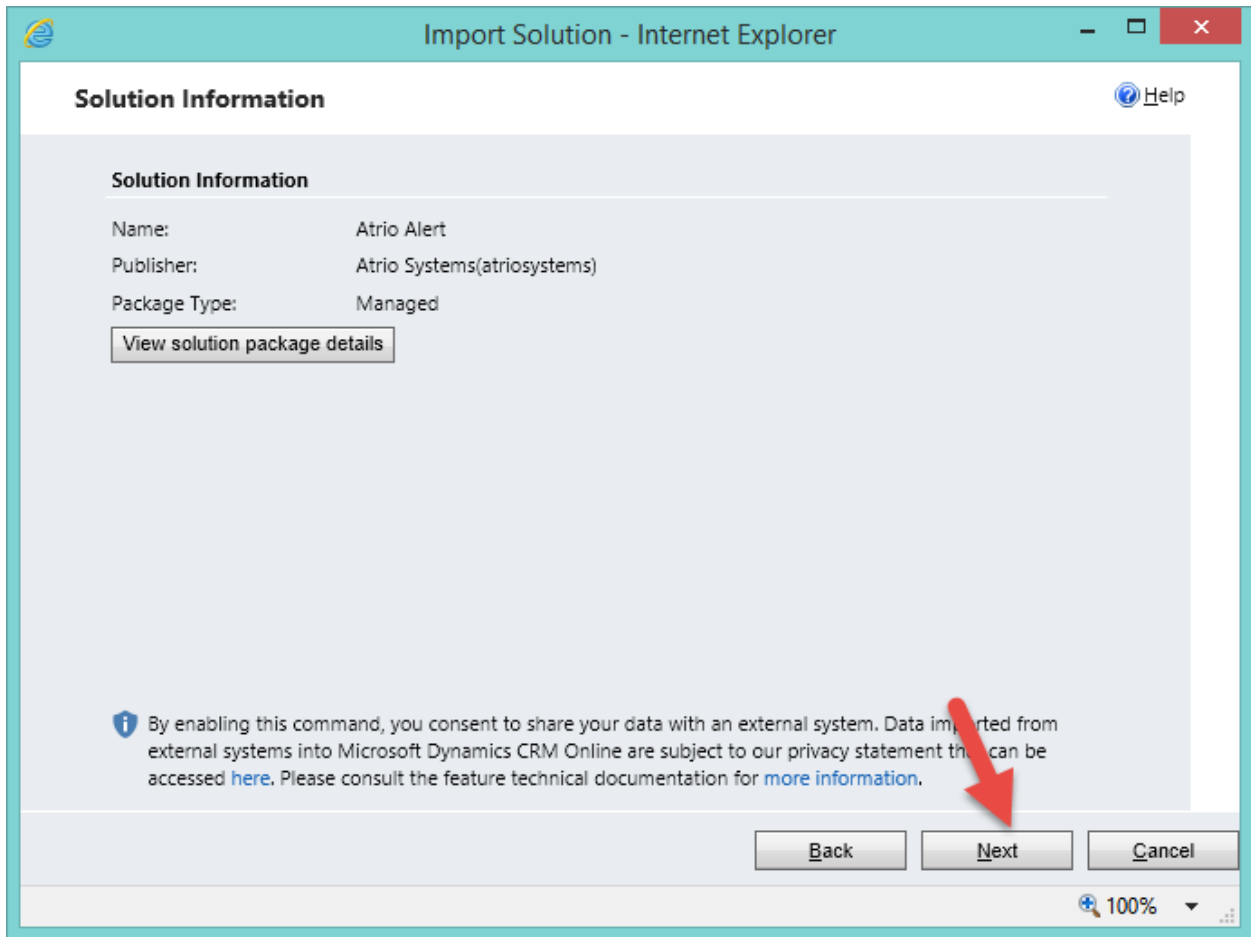 Import Solution - Internet Explorer
Solution Information
Help
Solution Information
Name: Atrio Alert
Publisher: Atrio Systems(atriosystems)
Package Type: Managed
View solution package details
By enabling this command, you consent to share your data with an external system. Data imported from
external systems into Microsoft Dynamics CRM Online are subject to our privacy statement that can be
accessed here. Please consult the feature technical documentation for more information.
Back Next Cancel
100%